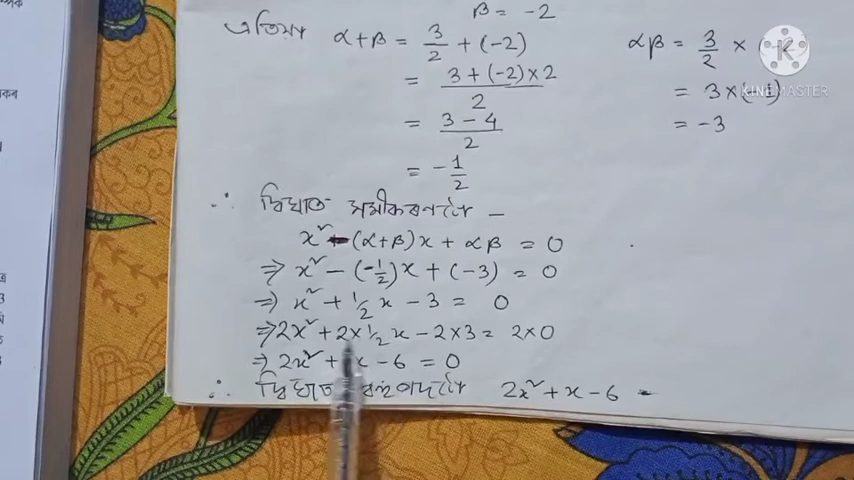 β = -2
এতিয়া α+β = 3/2 + (-2)
= 3 + (-2)×2 / 2
= 3 - 4 / 2
= -1/2
αβ = 3/2 ×
= 3×(-1)
= -3
KINEMASTER
∴ দ্বিঘাত সমীকৰণটো —
x² - (α+β)x + αβ = 0
⇒ x² - (-1/2)x + (-3) = 0
⇒ x² + 1/2 x - 3 = 0
⇒ 2x² + 2×1/2 x - 2×3 = 2×0
⇒ 2x² + x - 6 = 0
∴ দ্বিঘাত 2x² + x - 6 -